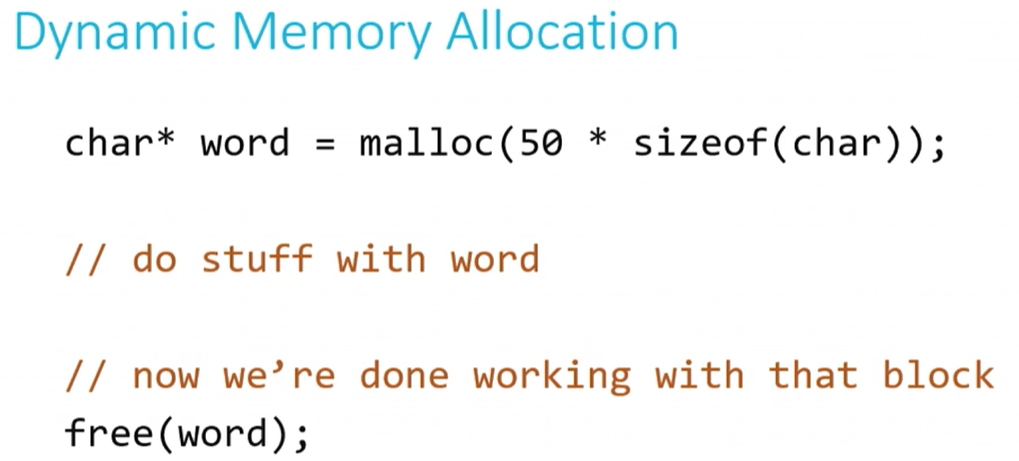 Dynamic Memory Allocation
char* word = malloc(50 * sizeof(char));
// do stuff with word
// now we’re done working with that block
free(word);